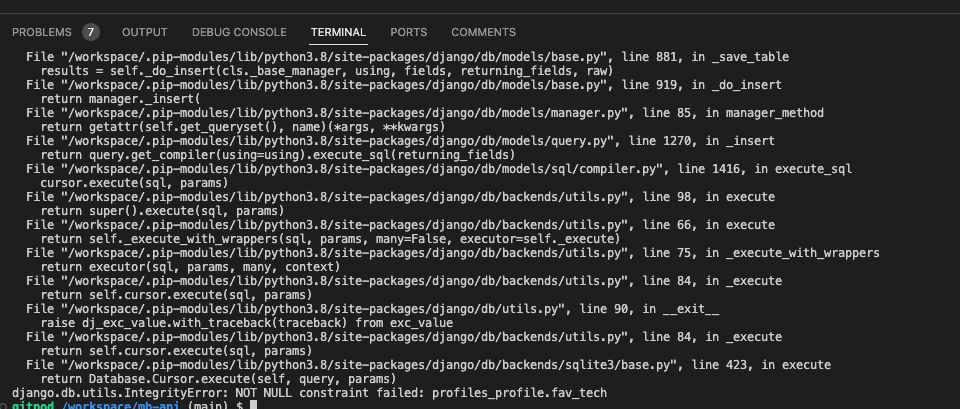 PROBLEMS 7 OUTPUT DEBUG CONSOLE TERMINAL PORTS COMMENTS
File "/workspace/.pip-modules/lib/python3.8/site-packages/django/db/models/base.py", line 881, in _save_table
results = self._do_insert(cls._base_manager, using, fields, returning_fields, raw)
File "/workspace/.pip-modules/lib/python3.8/site-packages/django/db/models/base.py", line 919, in _do_insert
return manager._insert(
File "/workspace/.pip-modules/lib/python3.8/site-packages/django/db/models/manager.py", line 85, in manager_method
return getattr(self.get_queryset(), name)(*args, **kwargs)
File "/workspace/.pip-modules/lib/python3.8/site-packages/django/db/models/query.py", line 1270, in _insert
return query.get_compiler(using=using).execute_sql(returning_fields)
File "/workspace/.pip-modules/lib/python3.8/site-packages/django/db/models/sql/compiler.py", line 1416, in execute_sql
cursor.execute(sql, params)
File "/workspace/.pip-modules/lib/python3.8/site-packages/django/db/backends/utils.py", line 98, in execute
return super().execute(sql, params)
File "/workspace/.pip-modules/lib/python3.8/site-packages/django/db/backends/utils.py", line 66, in execute
return self._execute_with_wrappers(sql, params, many=False, executor=self._execute)
File "/workspace/.pip-modules/lib/python3.8/site-packages/django/db/backends/utils.py", line 75, in _execute_with_wrappers
return executor(sql, params, many, context)
File "/workspace/.pip-modules/lib/python3.8/site-packages/django/db/backends/utils.py", line 84, in _execute
return self.cursor.execute(sql, params)
File "/workspace/.pip-modules/lib/python3.8/site-packages/django/db/utils.py", line 90, in __exit__
raise dj_exc_value.with_traceback(traceback) from exc_value
File "/workspace/.pip-modules/lib/python3.8/site-packages/django/db/backends/utils.py", line 84, in _execute
return self.cursor.execute(sql, params)
File "/workspace/.pip-modules/lib/python3.8/site-packages/django/db/backends/sqlite3/base.py", line 423, in execute
return Database.Cursor.execute(self, query, params)
django.db.utils.IntegrityError: NOT NULL constraint failed: profiles_profile.fav_tech
gitpod /workspace/mb-api (main) $